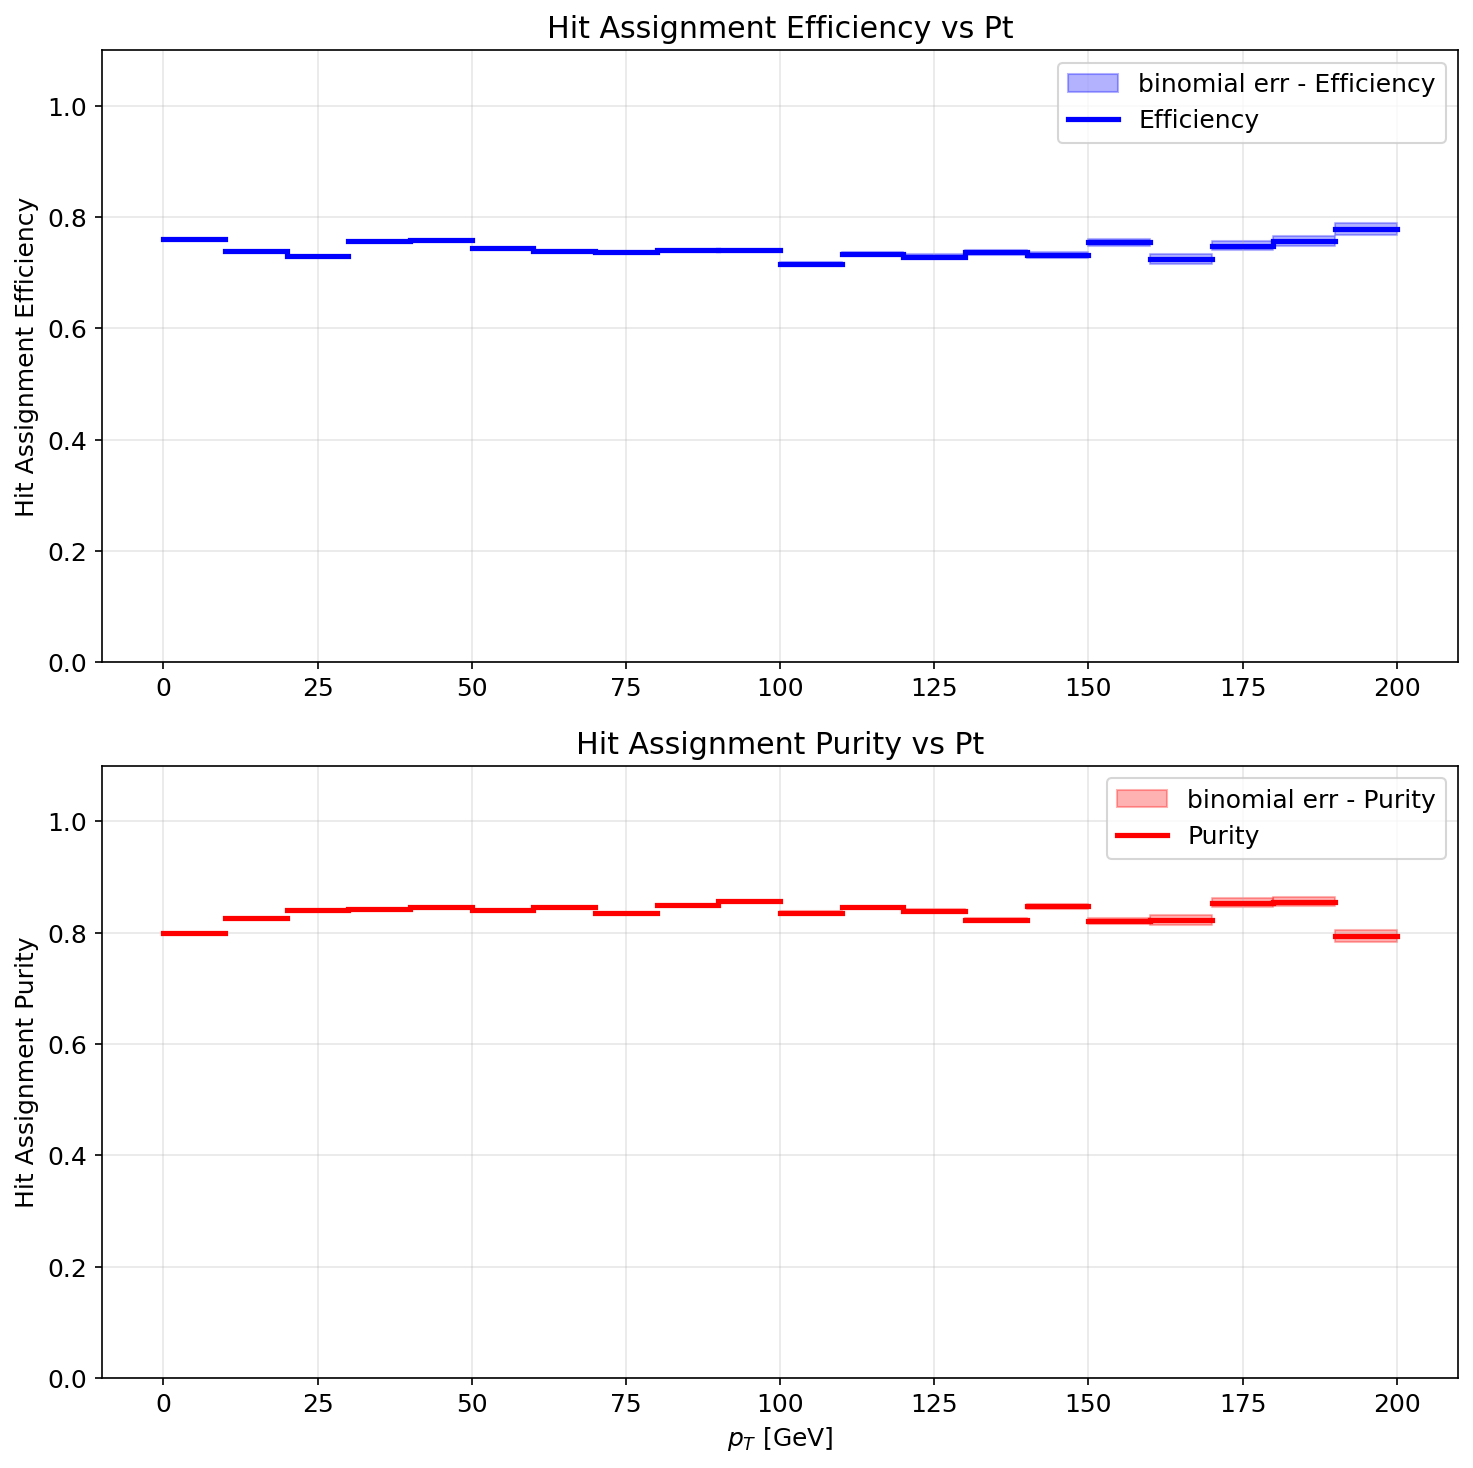 Hit Assignment Efficiency vs Pt
binomial err - Efficiency
Efficiency
Hit Assignment Efficiency
1.0
0.8
0.6
0.4
0.2
0.0
0 25 50 75 100 125 150 175 200
Hit Assignment Purity vs Pt
binomial err - Purity
Purity
Hit Assignment Purity
1.0
0.8
0.6
0.4
0.2
0.0
0 25 50 75 100 125 150 175 200
p_T [GeV]